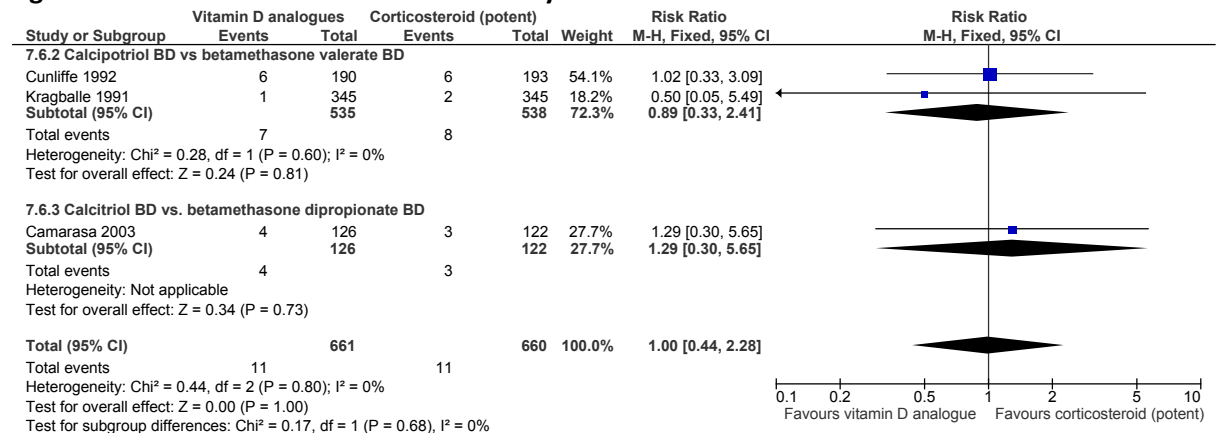 Vitamin D analogues Corticosteroid (potent) Risk Ratio Risk Ratio
Study or Subgroup Events Total Events Total Weight M-H, Fixed, 95% CI M-H, Fixed, 95% CI
7.6.2 Calcipotriol BD vs betamethasone valerate BD
Cunliffe 1992 6 190 6 193 54.1% 1.02 [0.33, 3.09]
Kragballe 1991 1 345 2 345 18.2% 0.50 [0.05, 5.49]
Subtotal (95% CI) 535 538 72.3% 0.89 [0.33, 2.41]
Total events 7 8
Heterogeneity: Chi² = 0.28, df = 1 (P = 0.60); I² = 0%
Test for overall effect: Z = 0.24 (P = 0.81)
7.6.3 Calcitriol BD vs. betamethasone dipropionate BD
Camarasa 2003 4 126 3 122 27.7% 1.29 [0.30, 5.65]
Subtotal (95% CI) 126 122 27.7% 1.29 [0.30, 5.65]
Total events 4 3
Heterogeneity: Not applicable
Test for overall effect: Z = 0.34 (P = 0.73)
Total (95% CI) 661 660 100.0% 1.00 [0.44, 2.28]
Total events 11 11
Heterogeneity: Chi² = 0.44, df = 2 (P = 0.80); I² = 0%
Test for overall effect: Z = 0.00 (P = 1.00)
Test for subgroup differences: Chi² = 0.17, df = 1 (P = 0.68), I² = 0%
0.1 0.2 0.5 1 2 5 10
Favours vitamin D analogue Favours corticosteroid (potent)